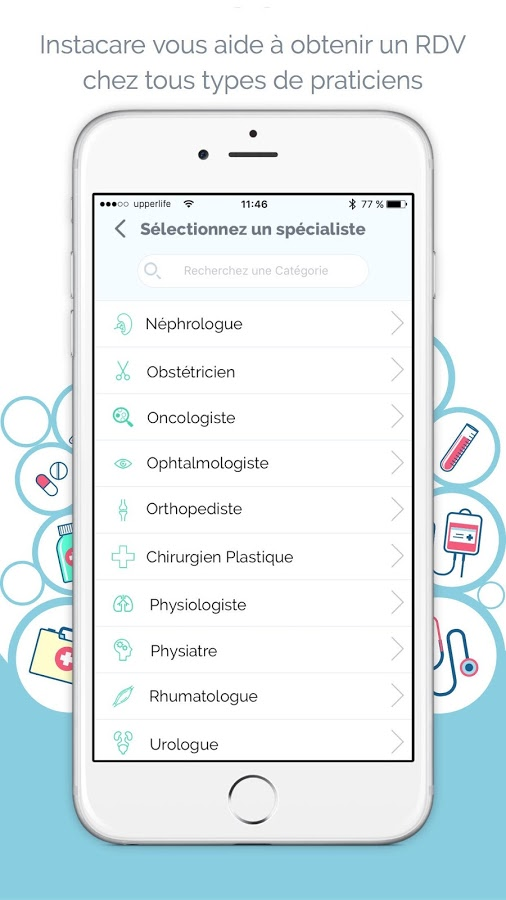 Instacare vous aide à obtenir un RDV
chez tous types de praticiens
upperlife 11:46 77 %
Sélectionnez un spécialiste
Recherchez une Catégorie
Néphrologue
Obstétricien
Oncologiste
Ophtalmologiste
Orthopediste
Chirurgien Plastique
Physiologiste
Physiatre
Rhumatologue
Urologue